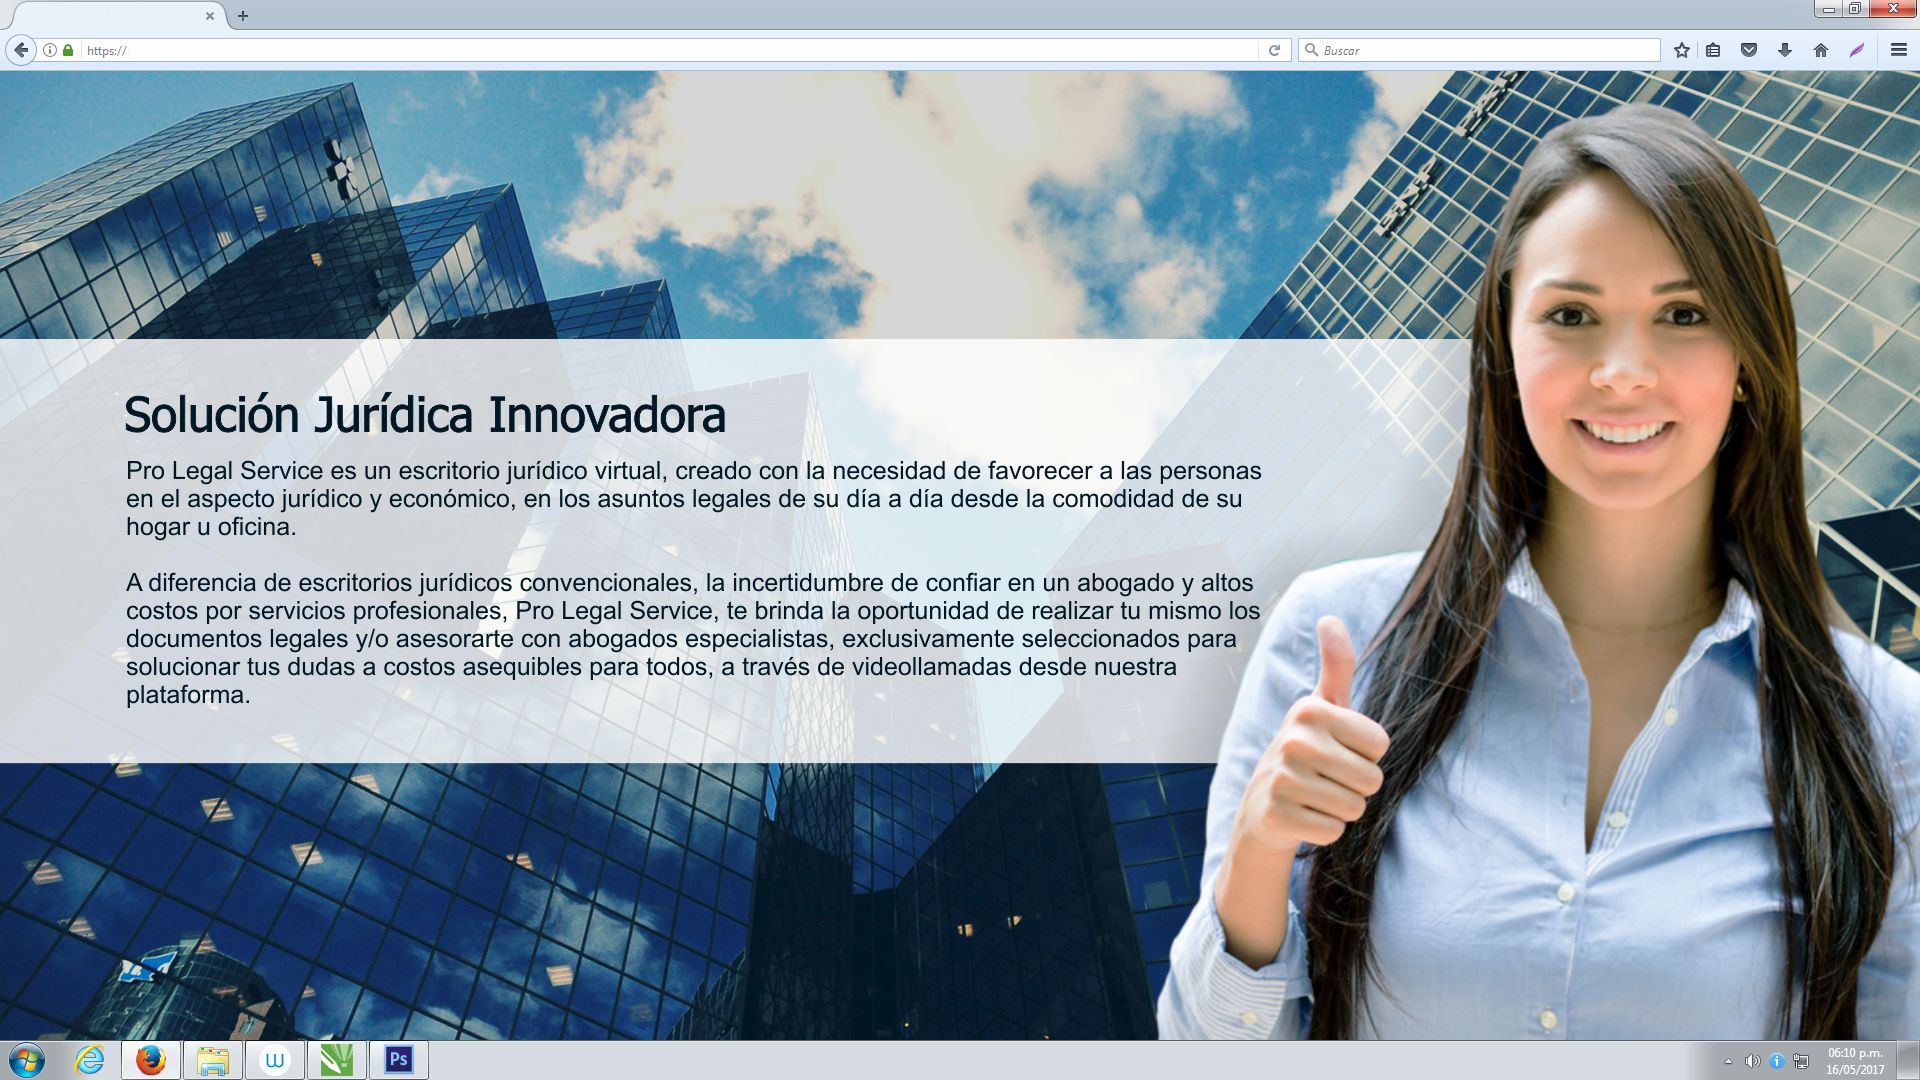 https://
Buscar
Solución Jurídica Innovadora
Pro Legal Service es un escritorio jurídico virtual, creado con la necesidad de favorecer a las personas
en el aspecto jurídico y económico, en los asuntos legales de su día a día desde la comodidad de su
hogar u oficina.
A diferencia de escritorios jurídicos convencionales, la incertidumbre de confiar en un abogado y altos
costos por servicios profesionales, Pro Legal Service, te brinda la oportunidad de realizar tu mismo los
documentos legales y/o asesorarte con abogados especialistas, exclusivamente seleccionados para
solucionar tus dudas a costos asequibles para todos, a través de videollamadas desde nuestra
plataforma.
Ps
06:10 p.m.
16/05/2017